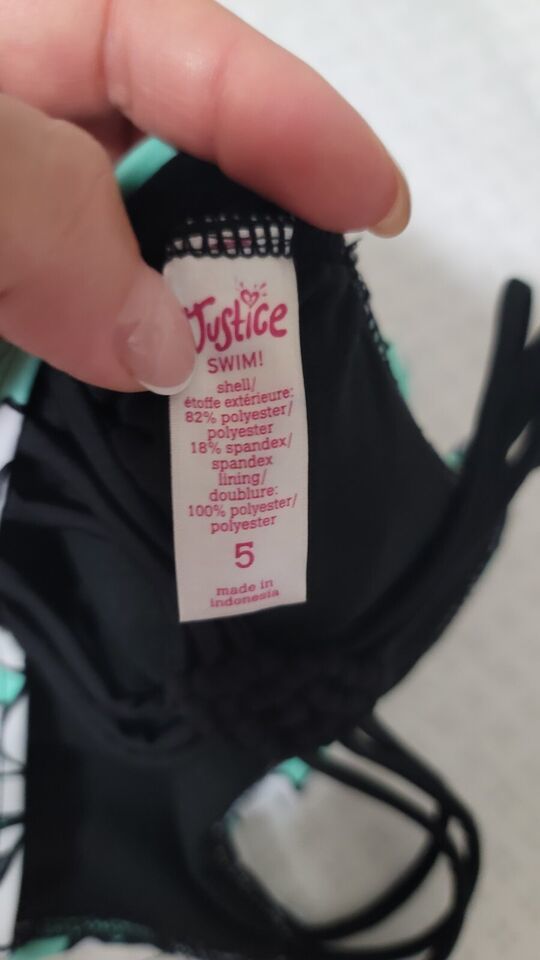 Justice
SWIM!
shell/
étoffe extérieure:
82% polyester/
polyester
18% spandex/
spandex
lining/
doublure:
100% polyester/
polyester
5
made in
indonesia